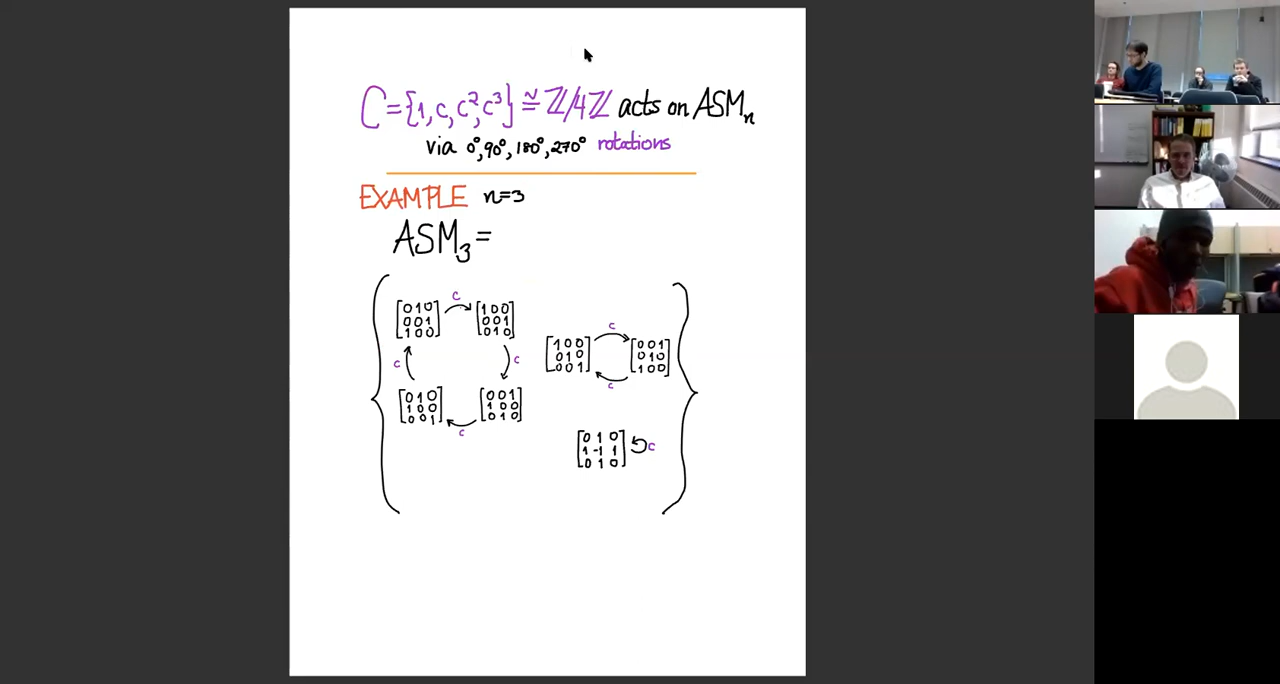 C = {1, c, c², c³} ≅ ℤ/4ℤ acts on ASMₙ
via 0°, 90°, 180°, 270° rotations
EXAMPLE n=3
ASM₃ =
c
[0 1 0 [1 0 0
0 0 1 0 0 1
1 0 0] 0 1 0]
c
[1 0 0 [0 0 1
0 1 0 0 1 0
0 0 1] 1 0 0]
c
c c
[0 1 0 [0 0 1
1 0 0 1 0 0
0 0 1] 0 1 0]
c
[0 1 0
1 -1 1 c
0 1 0]